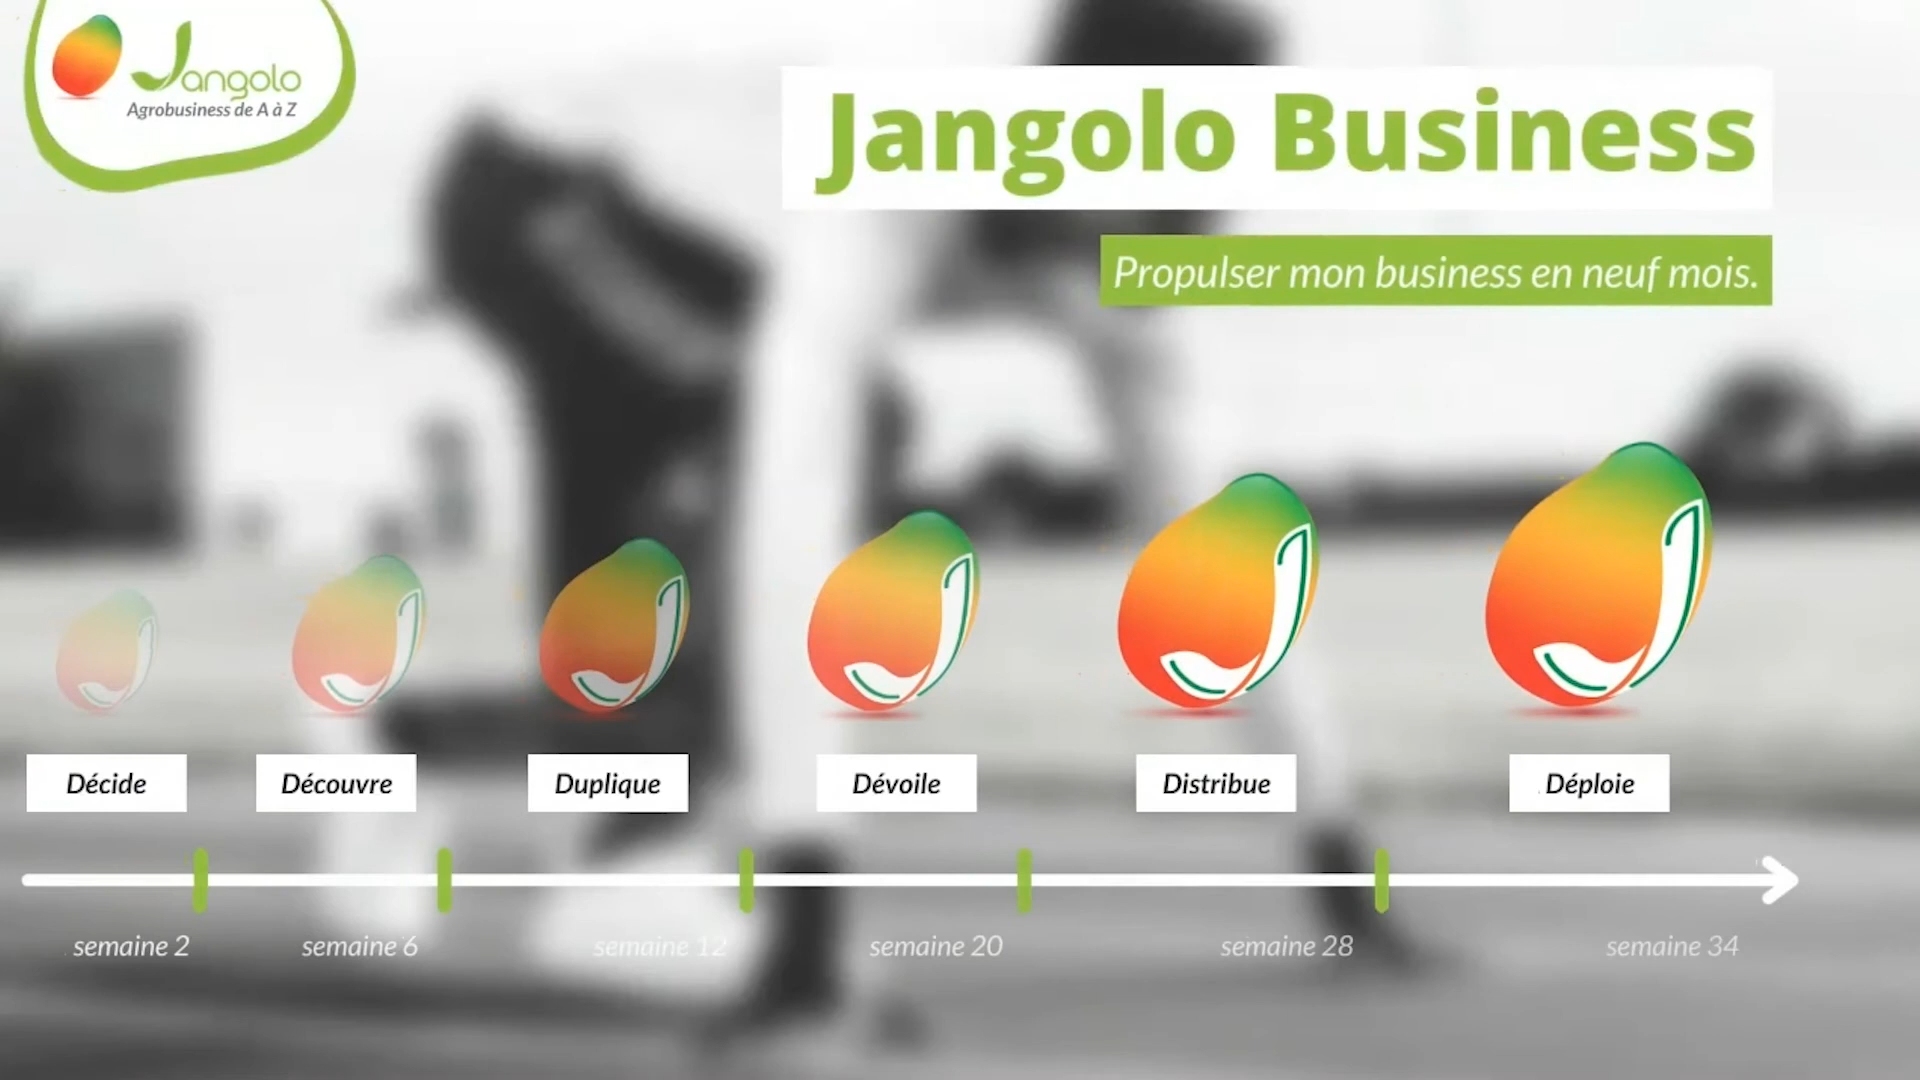 Jangolo
Agrobusiness de A à Z
Jangolo Business
Propulser mon business en neuf mois.
Décide
Découvre
Duplique
Dévoile
Distribue
Déploie
semaine 2
semaine 6
semaine 12
semaine 20
semaine 28
semaine 34